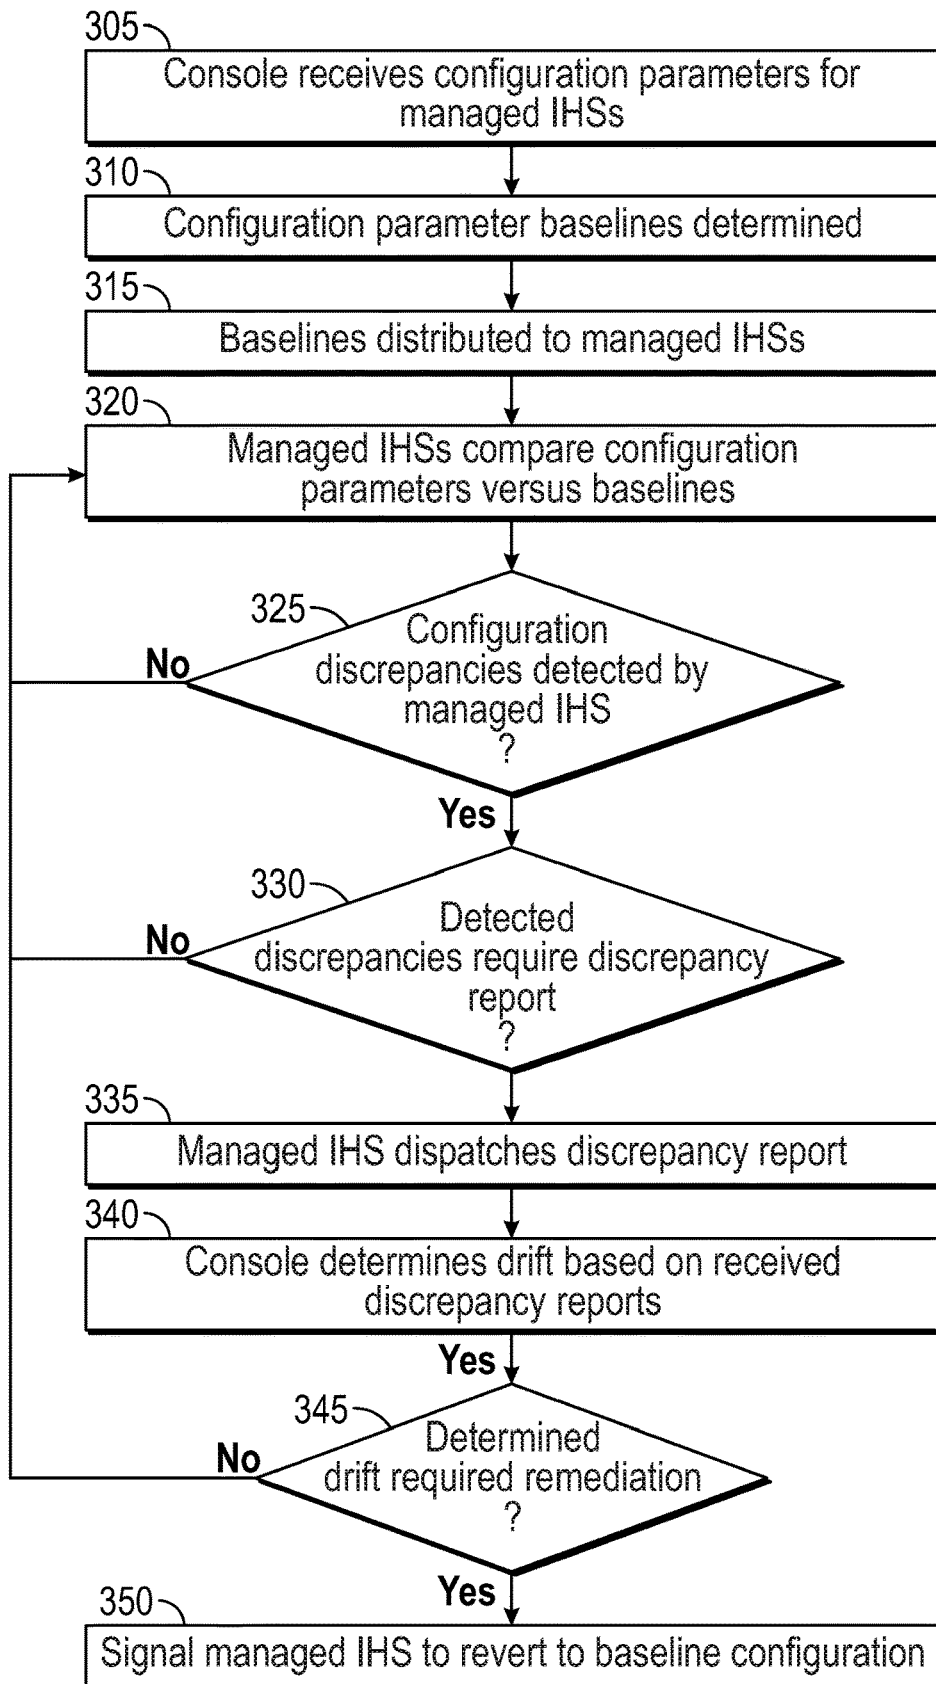 305
Console receives configuration parameters for
managed IHSs
310
Configuration parameter baselines determined
315
Baselines distributed to managed IHSs
320
Managed IHSs compare configuration
parameters versus baselines
325
Configuration
discrepancies detected by
managed IHS
?
No
Yes
330
Detected
discrepancies require discrepancy
report
?
No
335
Managed IHS dispatches discrepancy report
340
Console determines drift based on received
discrepancy reports
Yes
345
Determined
drift required remediation
?
No
Yes
350
Signal managed IHS to revert to baseline configuration